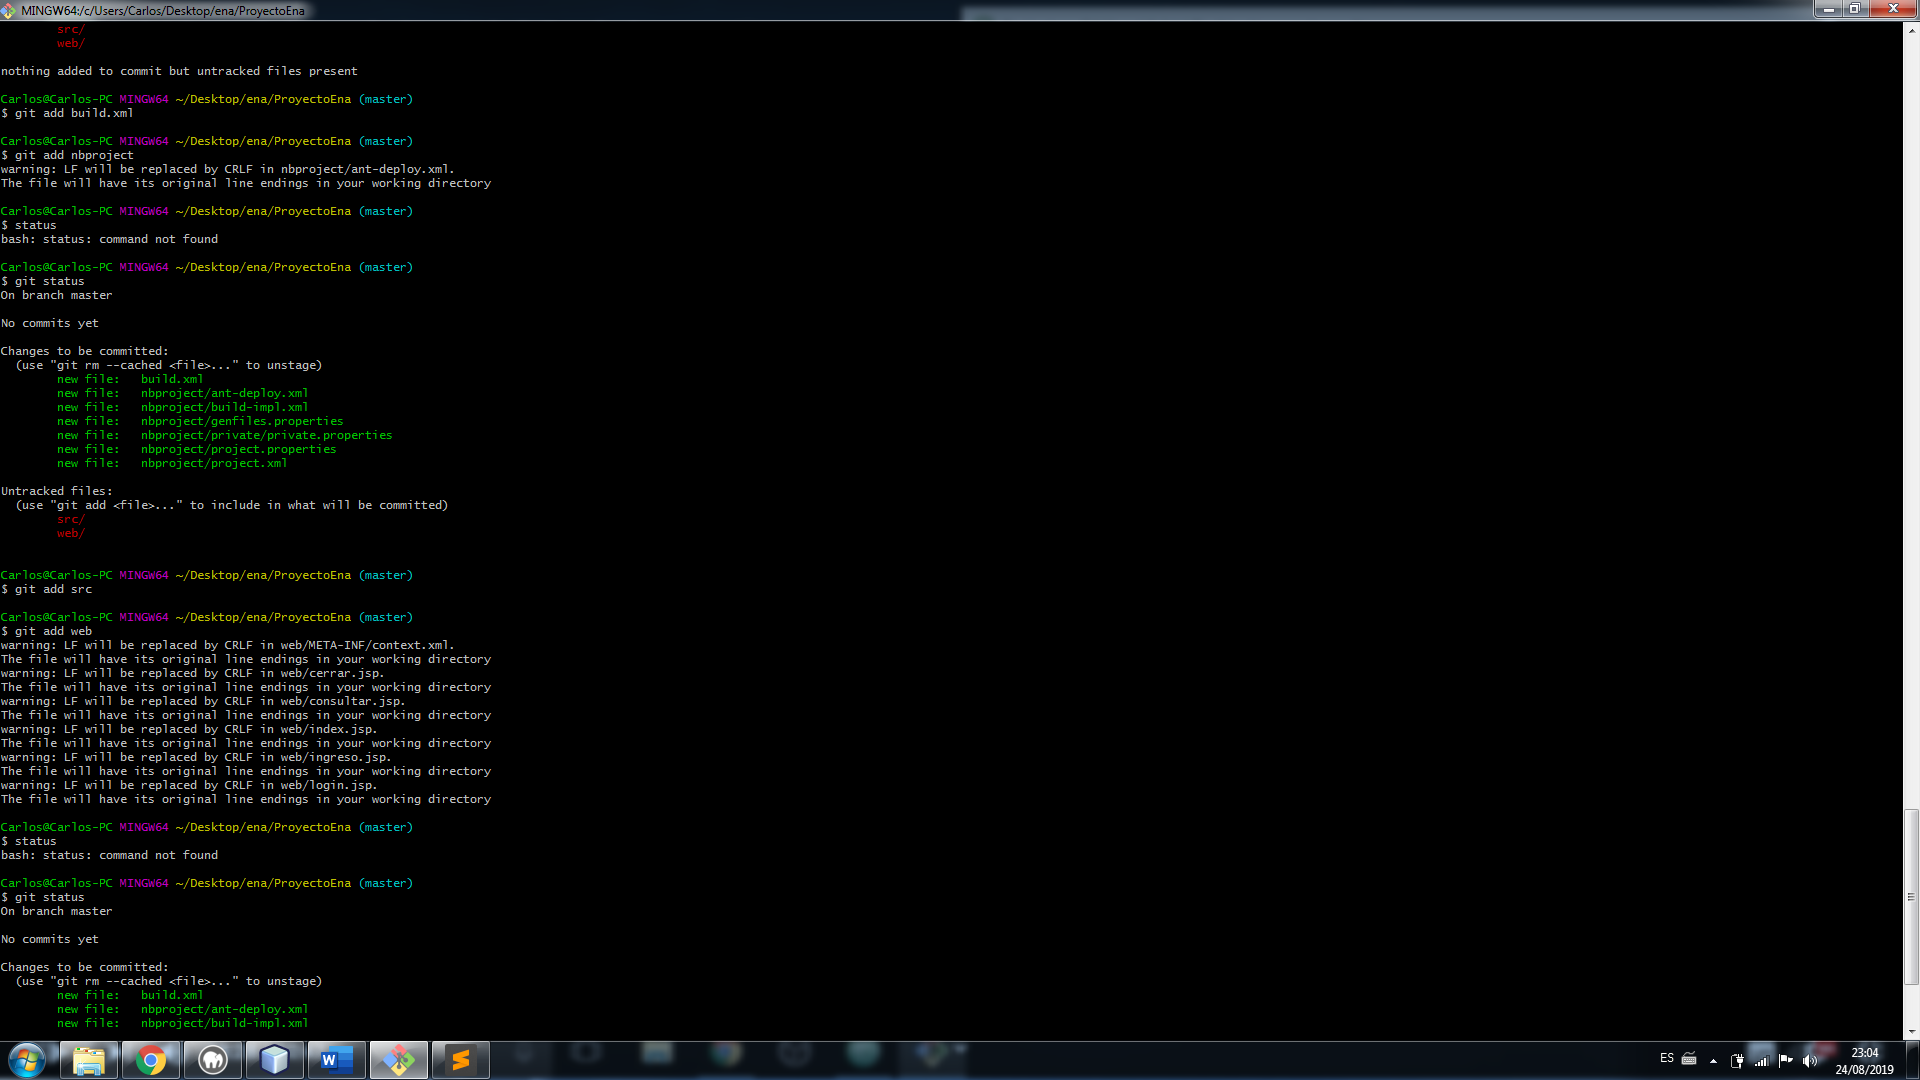 MINGW64:/c/Users/Carlos/Desktop/ena/ProyectoEna
src/
web/
nothing added to commit but untracked files present
Carlos@Carlos-PC MINGW64 ~/Desktop/ena/ProyectoEna (master)
$ git add build.xml
Carlos@Carlos-PC MINGW64 ~/Desktop/ena/ProyectoEna (master)
$ git add nbproject
warning: LF will be replaced by CRLF in nbproject/ant-deploy.xml.
The file will have its original line endings in your working directory
Carlos@Carlos-PC MINGW64 ~/Desktop/ena/ProyectoEna (master)
$ status
bash: status: command not found
Carlos@Carlos-PC MINGW64 ~/Desktop/ena/ProyectoEna (master)
$ git status
On branch master
No commits yet
Changes to be committed:
(use "git rm --cached <file>..." to unstage)
new file:   build.xml
new file:   nbproject/ant-deploy.xml
new file:   nbproject/build-impl.xml
new file:   nbproject/genfiles.properties
new file:   nbproject/private/private.properties
new file:   nbproject/project.properties
new file:   nbproject/project.xml
Untracked files:
(use "git add <file>..." to include in what will be committed)
src/
web/
Carlos@Carlos-PC MINGW64 ~/Desktop/ena/ProyectoEna (master)
$ git add src
Carlos@Carlos-PC MINGW64 ~/Desktop/ena/ProyectoEna (master)
$ git add web
warning: LF will be replaced by CRLF in web/META-INF/context.xml.
The file will have its original line endings in your working directory
warning: LF will be replaced by CRLF in web/cerrar.jsp.
The file will have its original line endings in your working directory
warning: LF will be replaced by CRLF in web/consultar.jsp.
The file will have its original line endings in your working directory
warning: LF will be replaced by CRLF in web/index.jsp.
The file will have its original line endings in your working directory
warning: LF will be replaced by CRLF in web/ingreso.jsp.
The file will have its original line endings in your working directory
warning: LF will be replaced by CRLF in web/login.jsp.
The file will have its original line endings in your working directory
Carlos@Carlos-PC MINGW64 ~/Desktop/ena/ProyectoEna (master)
$ status
bash: status: command not found
Carlos@Carlos-PC MINGW64 ~/Desktop/ena/ProyectoEna (master)
$ git status
On branch master
No commits yet
Changes to be committed:
(use "git rm --cached <file>..." to unstage)
new file:   build.xml
new file:   nbproject/ant-deploy.xml
new file:   nbproject/build-impl.xml
ES
23:04
24/08/2019